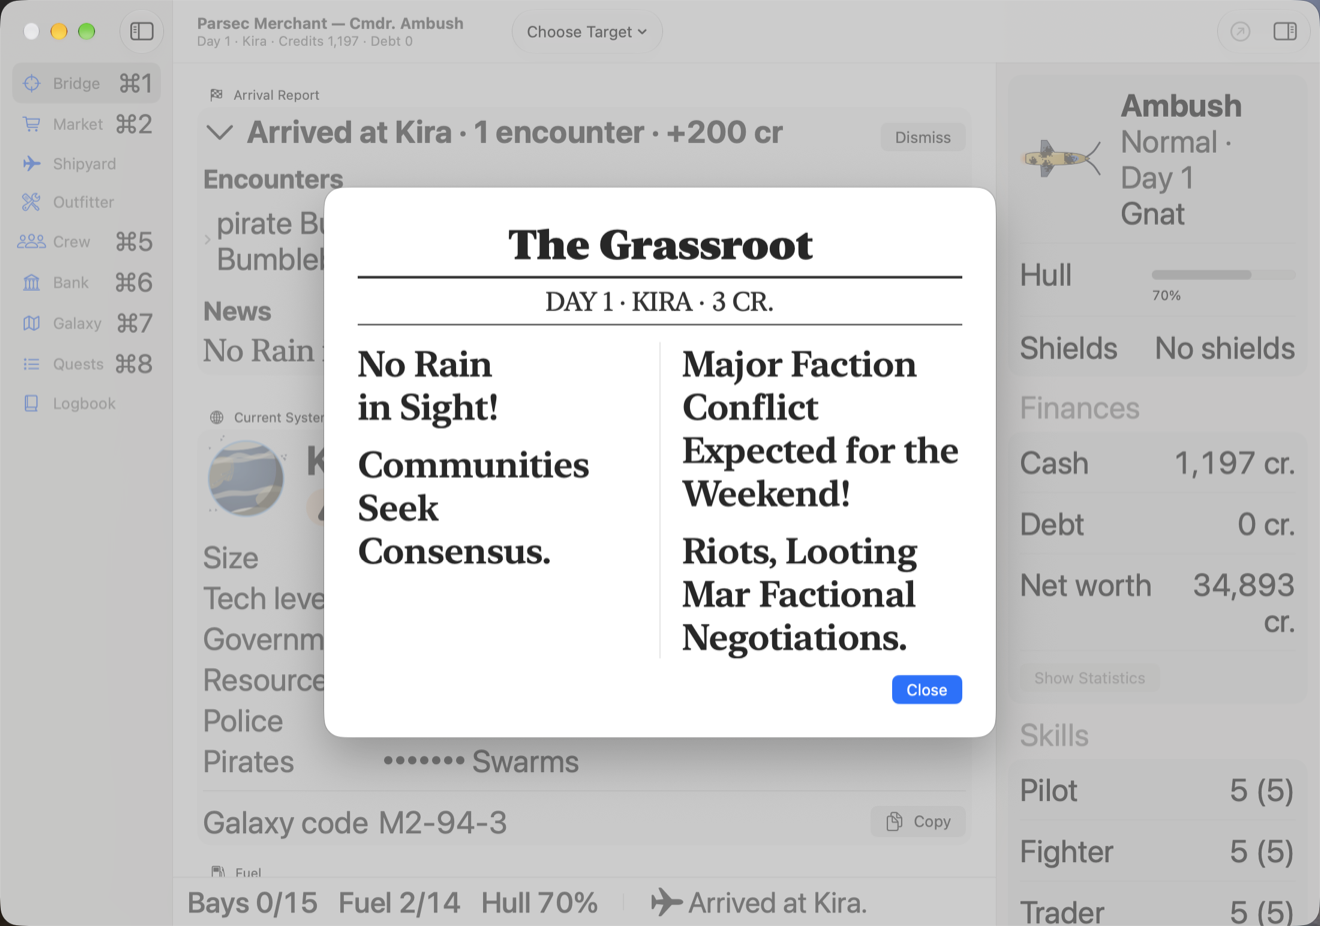 Parsec Merchant — Cmdr. Ambush
Day 1 · Kira · Credits 1,197 · Debt 0
Choose Target
Bridge ⌘1
Market ⌘2
Shipyard
Outfitter
Crew ⌘5
Bank ⌘6
Galaxy ⌘7
Quests ⌘8
Logbook
Arrival Report
Arrived at Kira · 1 encounter · +200 cr
Dismiss
Encounters
pirate
News
No Rain
Current
Size
Tech
Resource
Police
Pirates ••••••• Swarms
Galaxy code M2-94-3
Copy
Fuel
Bays 0/15 Fuel 2/14 Hull 70% Arrived at Kira.
The Grassroot
DAY 1 · KIRA · 3 CR.
No Rain
in Sight!
Communities
Seek
Consensus.
Major Faction
Conflict
Expected for the
Weekend!
Riots, Looting
Mar Factional
Negotiations.
Close
Ambush
Normal ·
Day 1
Gnat
Hull
70%
Shields No shields
Finances
Cash 1,197 cr.
Debt 0 cr.
Net worth 34,893
cr.
Show Statistics
Skills
Pilot 5 (5)
Fighter 5 (5)
Trader 5 (5)